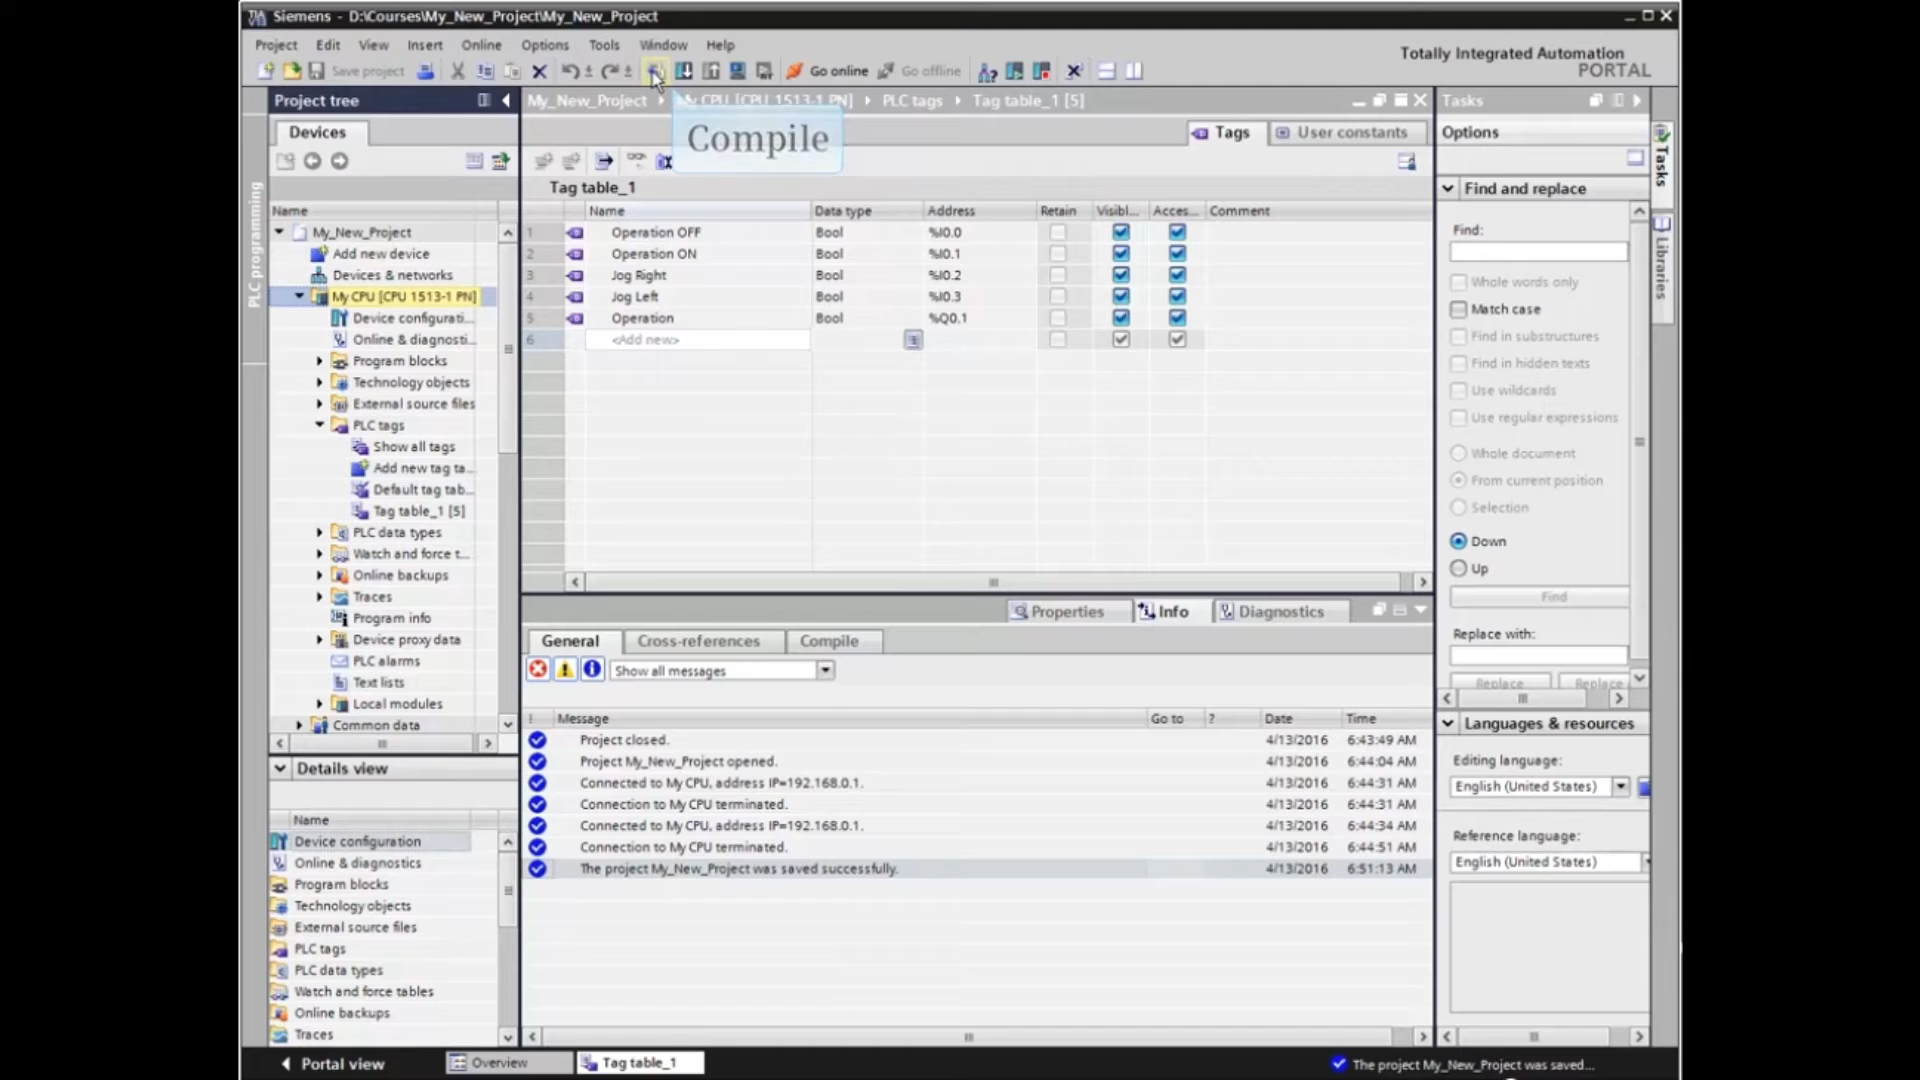 Siemens - D:\Courses\My_New_Project\My_New_Project
Project Edit View Insert Online Options Tools Window Help
Totally Integrated Automation
PORTAL
Save project
Go online
Go offline
Project tree
My_New_Project
My CPU [CPU 1513-1 PN]
PLC tags
Tag table_1 [5]
Tasks
Compile
Devices
Tags
User constants
Options
PLC programming
Tasks
Libraries
Tag table_1
Name
Name Data type Address Retain Visibl... Acces... Comment
1 Operation OFF Bool %I0.0
2 Operation ON Bool %I0.1
3 Jog Right Bool %I0.2
4 Jog Left Bool %I0.3
5 Operation Bool %Q0.1
6 <Add new>
My_New_Project
Add new device
Devices & networks
My CPU [CPU 1513-1 PN]
Device configurati...
Online & diagnosti...
Program blocks
Technology objects
External source files
PLC tags
Show all tags
Add new tag ta...
Default tag tab...
Tag table_1 [5]
PLC data types
Watch and force t...
Online backups
Traces
Program info
Device proxy data
PLC alarms
Text lists
Local modules
Common data
Find and replace
Find:
Whole words only
Match case
Find in substructures
Find in hidden texts
Use wildcards
Use regular expressions
Whole document
From current position
Selection
Down
Up
Find
Replace with:
Replace
Replace
Languages & resources
Editing language:
English (United States)
Reference language:
English (United States)
Properties
Info
Diagnostics
General
Cross-references
Compile
Show all messages
! Message Go to ? Date Time
Project closed. 4/13/2016 6:43:49 AM
Project My_New_Project opened. 4/13/2016 6:44:04 AM
Connected to My CPU, address IP=192.168.0.1. 4/13/2016 6:44:31 AM
Connection to My CPU terminated. 4/13/2016 6:44:31 AM
Connected to My CPU, address IP=192.168.0.1. 4/13/2016 6:44:34 AM
Connection to My CPU terminated. 4/13/2016 6:44:51 AM
The project My_New_Project was saved successfully. 4/13/2016 6:51:13 AM
Details view
Name
Device configuration
Online & diagnostics
Program blocks
Technology objects
External source files
PLC tags
PLC data types
Watch and force tables
Online backups
Traces
Portal view
Overview
Tag table_1
The project My_New_Project was saved...